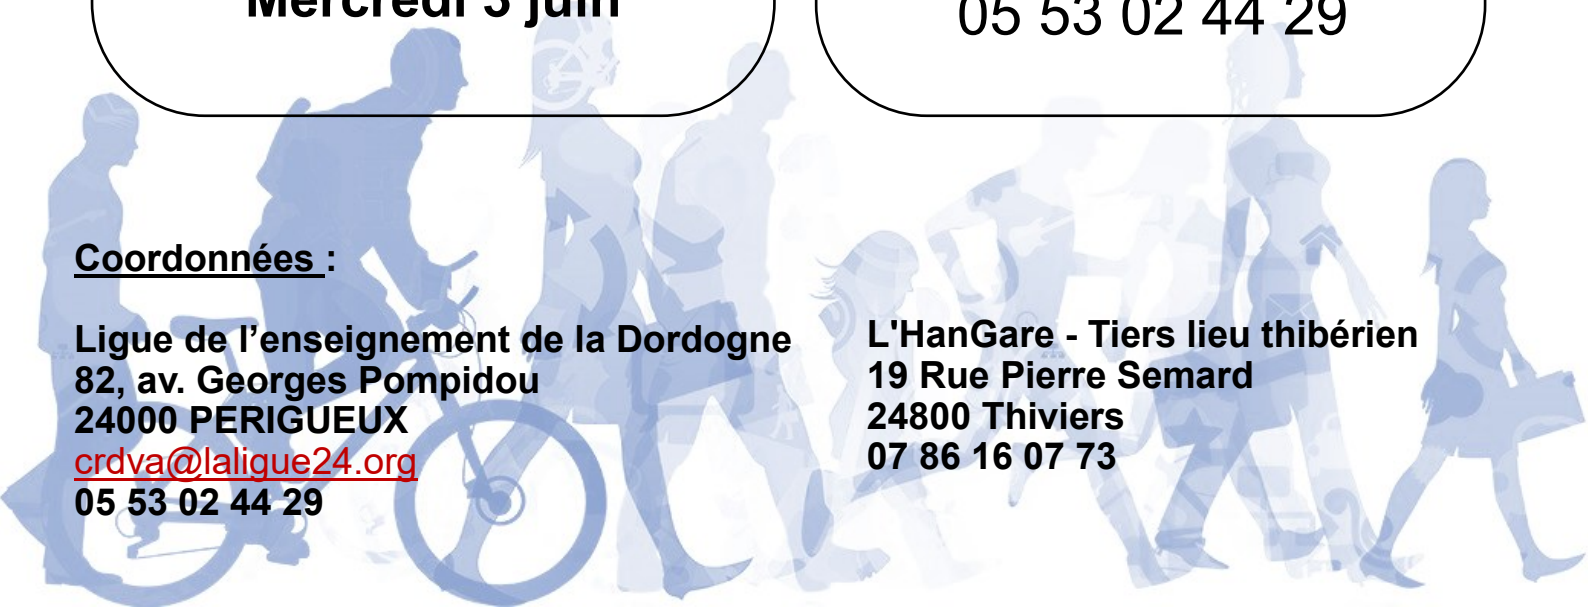 Mercredi 3 juin
05 53 02 44 29
Coordonnées :
Ligue de l’enseignement de la Dordogne
82, av. Georges Pompidou
24000 PERIGUEUX
crdva@laligue24.org
05 53 02 44 29
L'HanGare - Tiers lieu thibérien
19 Rue Pierre Semard
24800 Thiviers
07 86 16 07 73